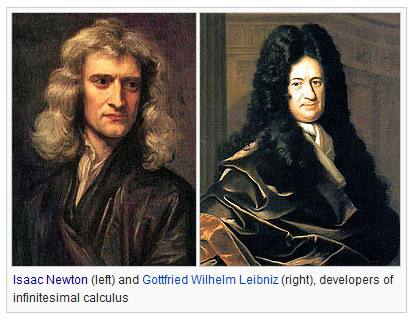 Isaac Newton (left) and Gottfried Wilhelm Leibniz (right), developers of
infinitesimal calculus